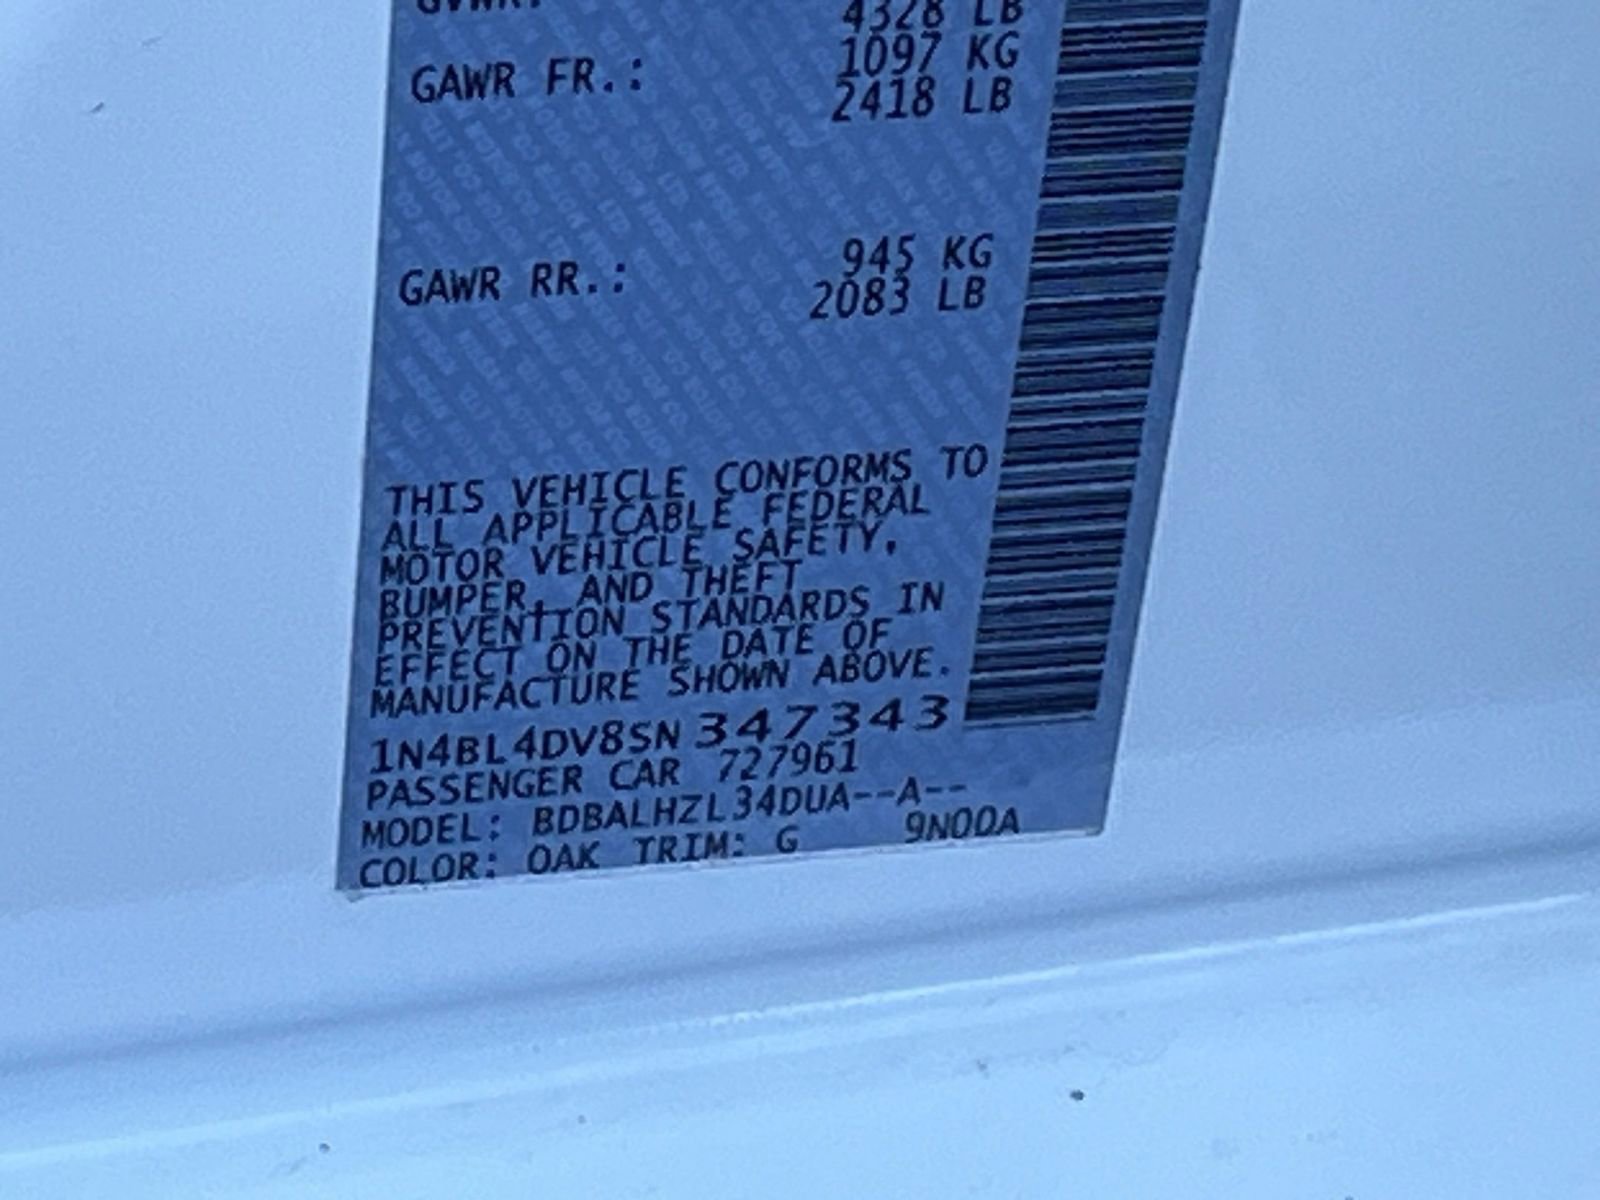 GVWR:
4328 LB
GAWR FR.: 1097 KG
2418 LB
GAWR RR.: 945 KG
2083 LB
THIS VEHICLE CONFORMS TO
ALL APPLICABLE FEDERAL
MOTOR VEHICLE SAFETY,
BUMPER, AND THEFT
PREVENTION STANDARDS IN
EFFECT ON THE DATE OF
MANUFACTURE SHOWN ABOVE.
1N4BL4DV8SN347343
PASSENGER CAR 727961
MODEL: BDBALHZL34DUA--A--
COLOR: QAK TRIM: G 9N00A